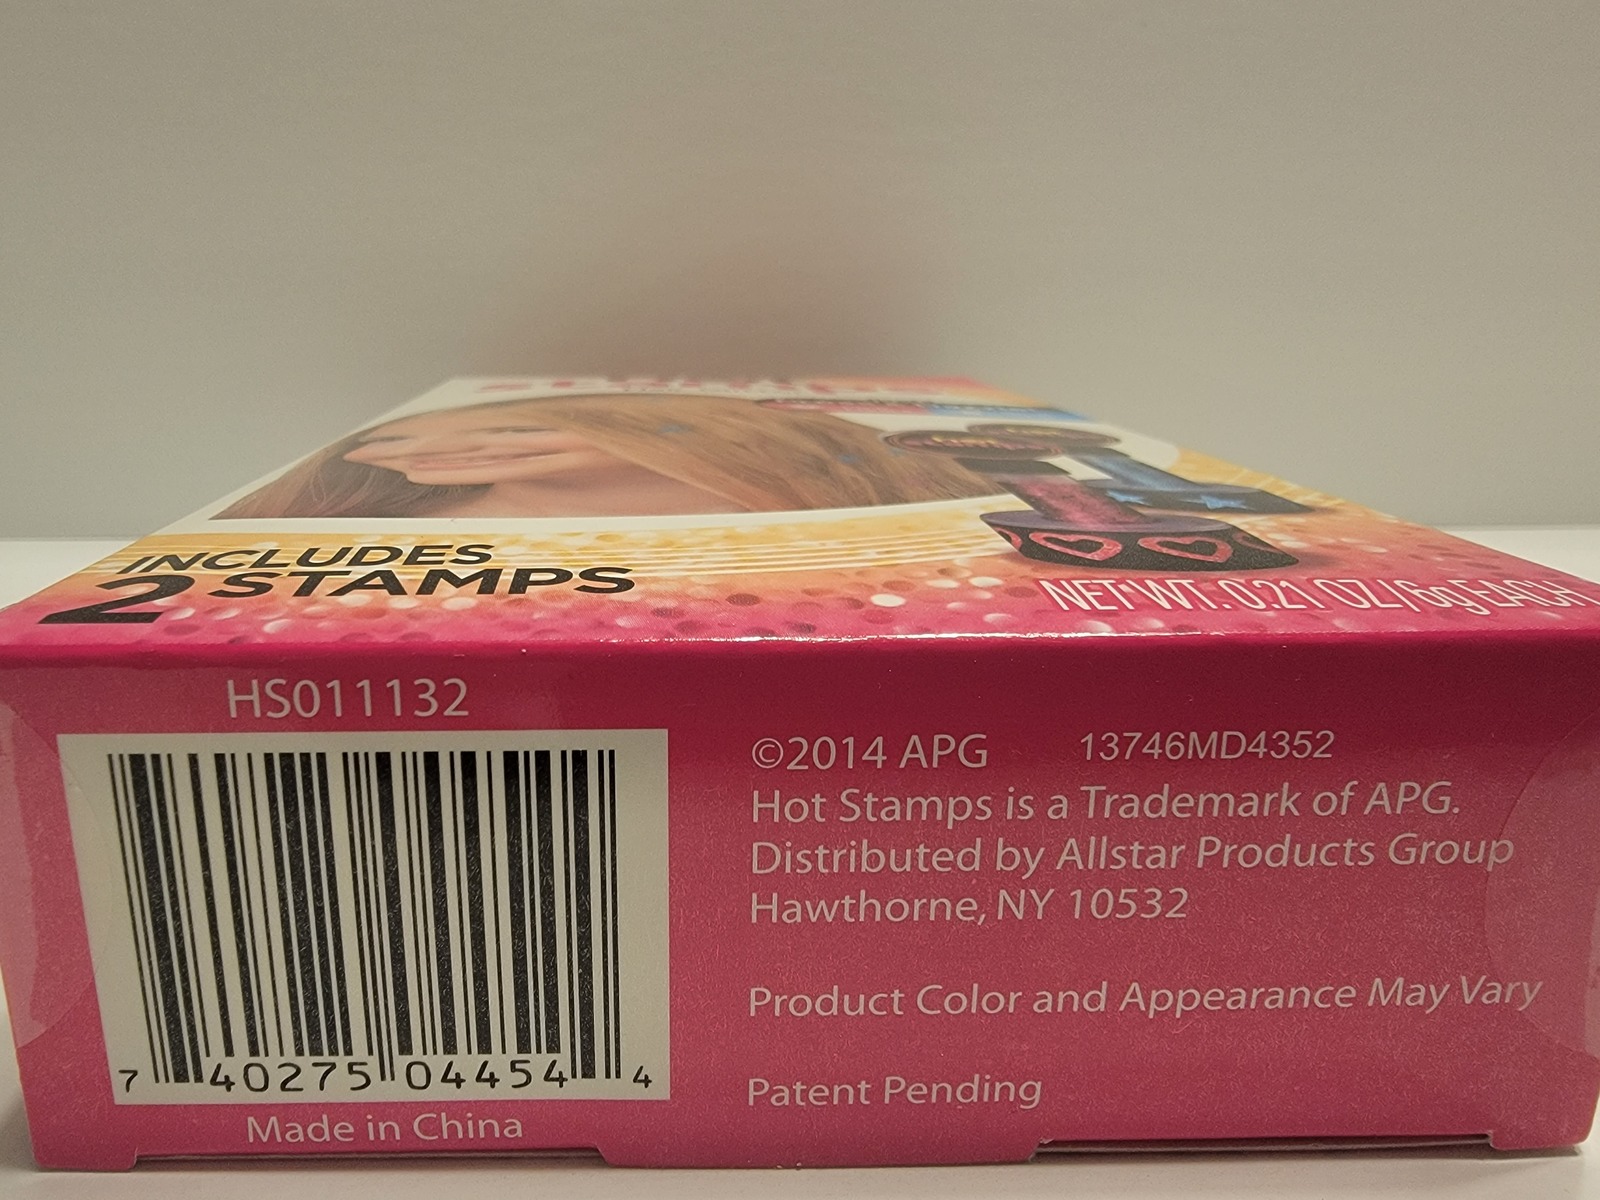 INCLUDES
2 STAMPS
NET WT. 0.21 OZ/6g EACH
HS011132
7 40275 04454 4
Made in China
©2014 APG 13746MD4352
Hot Stamps is a Trademark of APG.
Distributed by Allstar Products Group
Hawthorne, NY 10532
Product Color and Appearance May Vary
Patent Pending